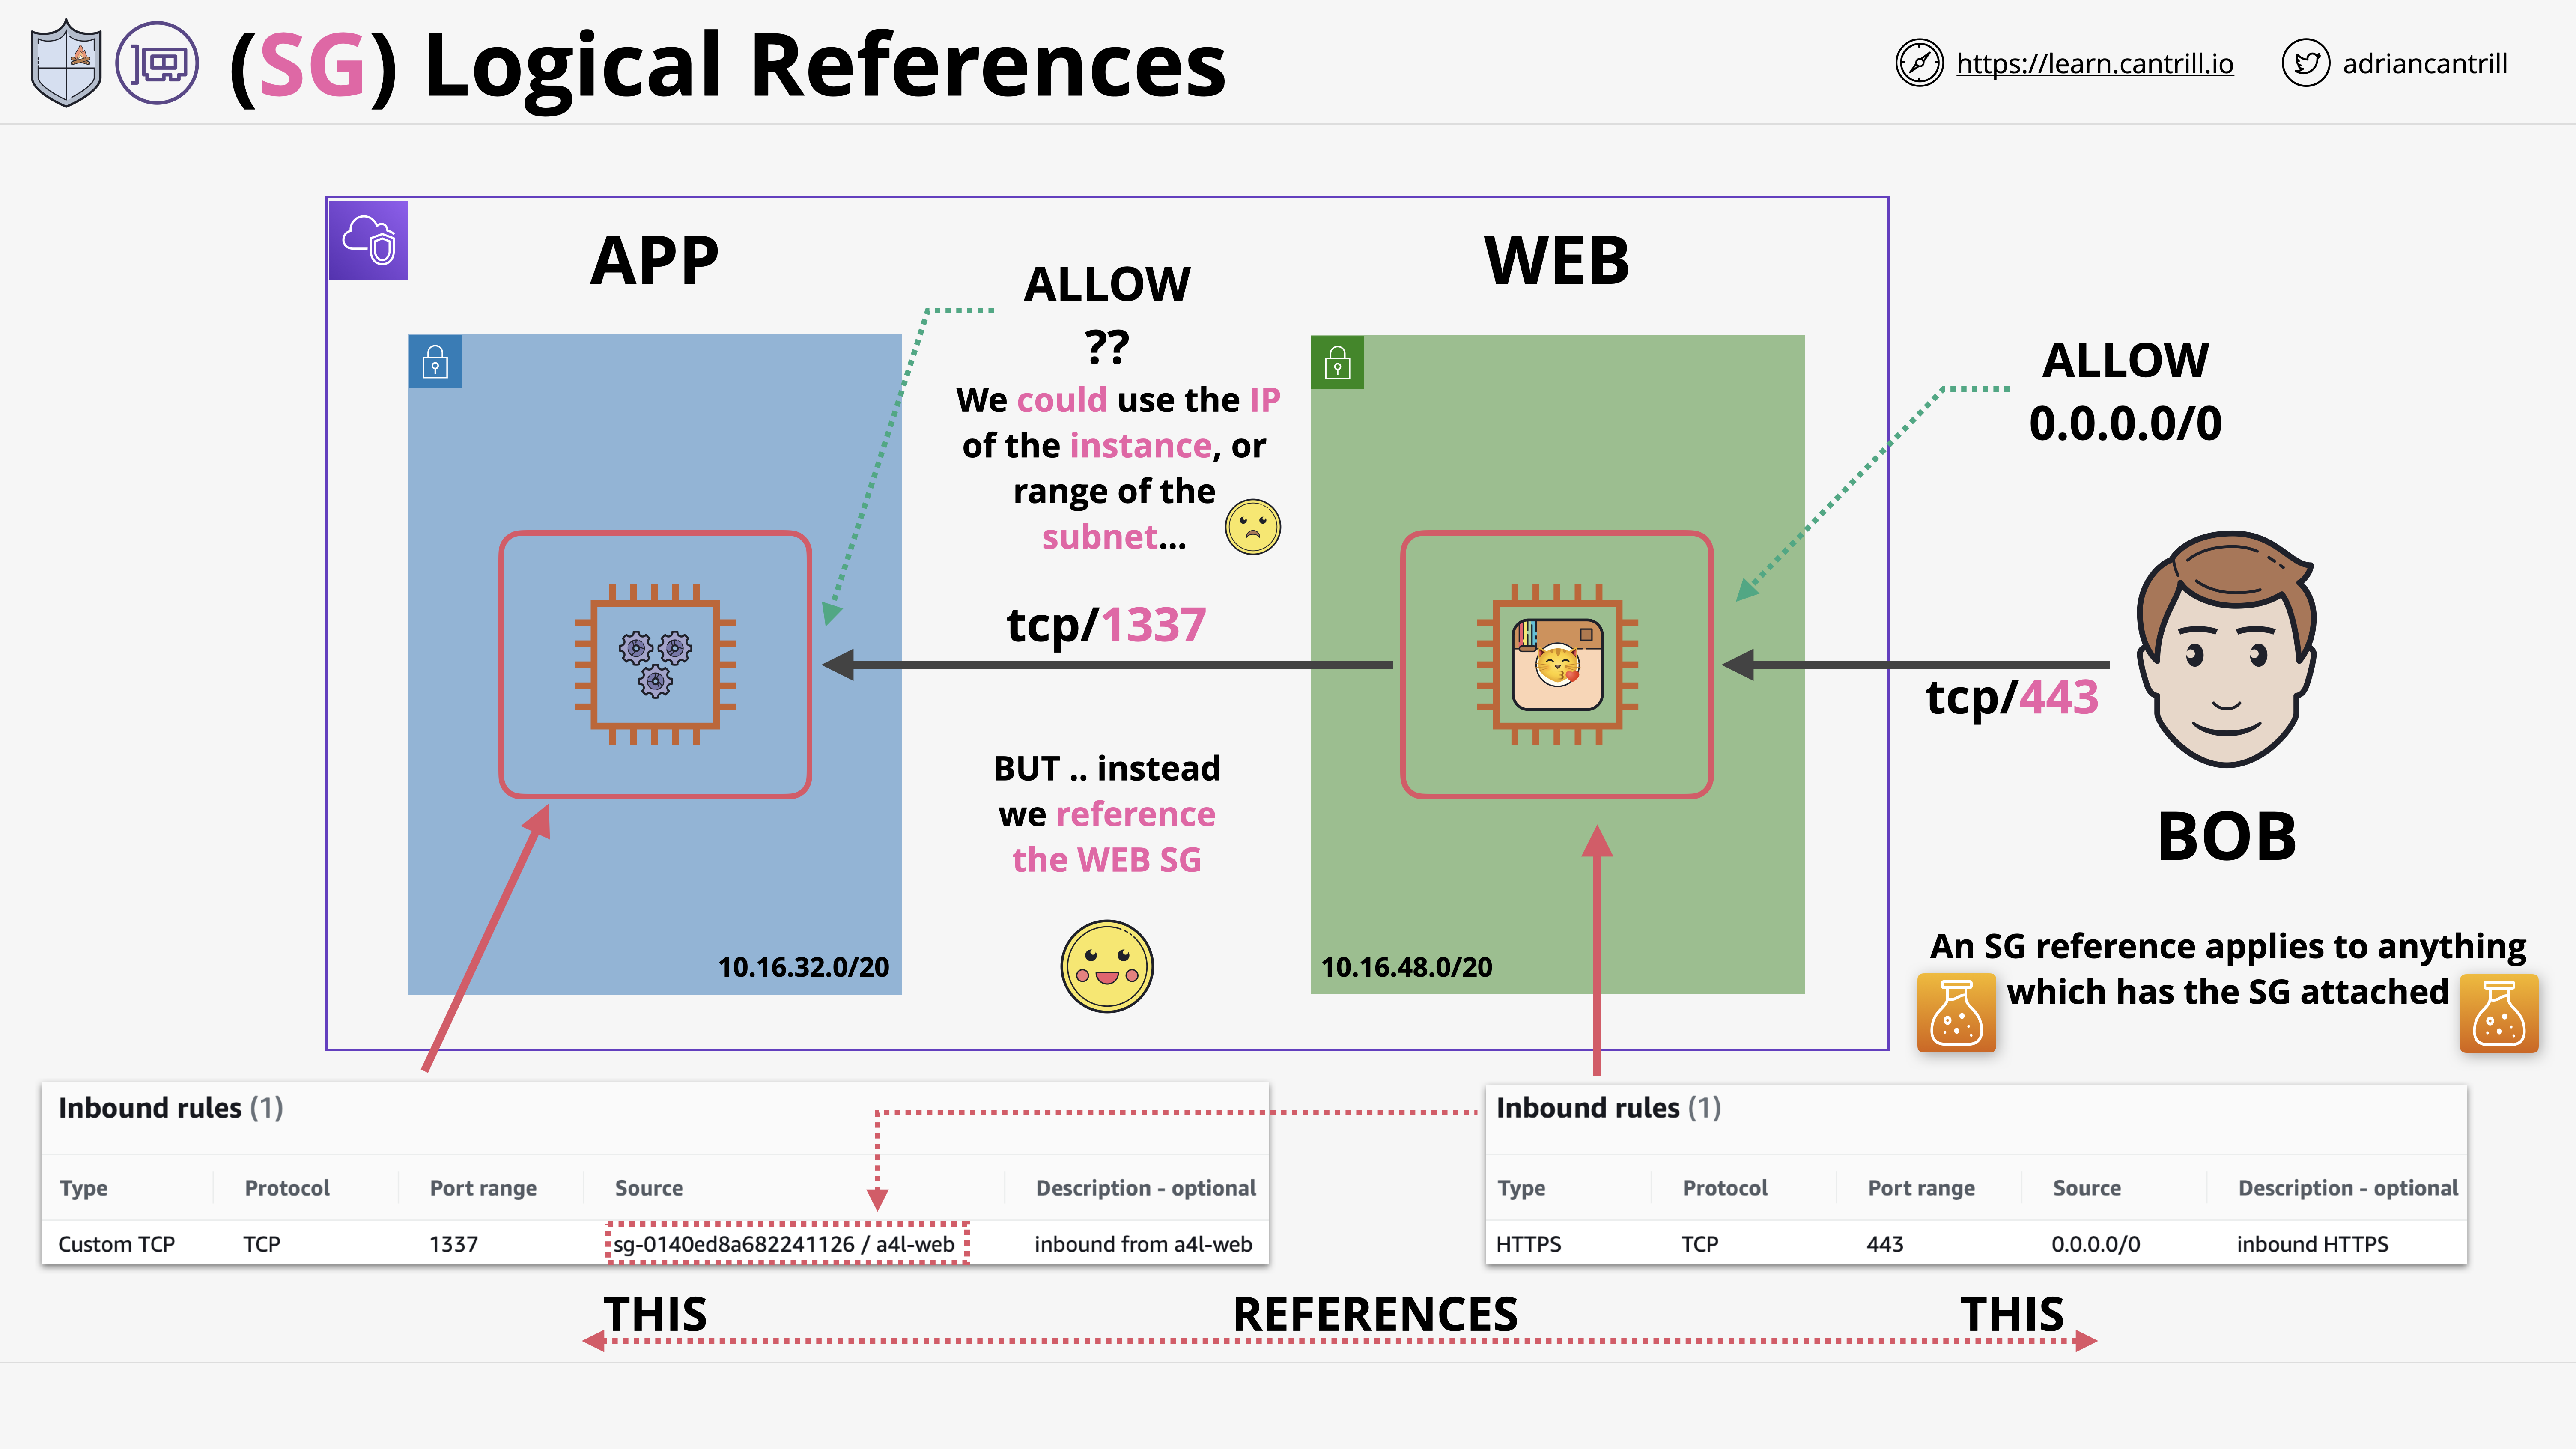 (SG) Logical References
https://learn.cantrill.io
adriancantrill
APP
ALLOW
??
We could use the IP
of the instance, or
range of the
subnet...
WEB
ALLOW
0.0.0.0/0
tcp/1337
tcp/443
BUT .. instead
we reference
the WEB SG
BOB
10.16.32.0/20
10.16.48.0/20
An SG reference applies to anything
which has the SG attached
Inbound rules (1)
Type Protocol Port range Source Description - optional
Custom TCP TCP 1337 sg-0140ed8a682241126 / a4l-web inbound from a4l-web
Inbound rules (1)
Type Protocol Port range Source Description - optional
HTTPS TCP 443 0.0.0.0/0 inbound HTTPS
THIS REFERENCES THIS